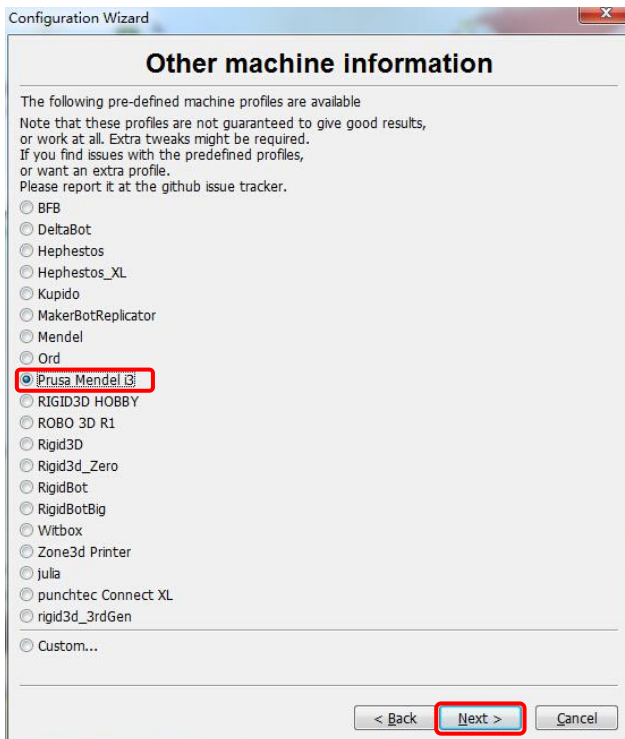 Configuration Wizard
Other machine information
The following pre-defined machine profiles are available
Note that these profiles are not guaranteed to give good results,
or work at all. Extra tweaks might be required.
If you find issues with the predefined profiles,
or want an extra profile.
Please report it at the github issue tracker.
BFB
DeltaBot
Hephestos
Hephestos_XL
Kupido
MakerBotReplicator
Mendel
Ord
Prusa Mendel i3
RIGID3D HOBBY
ROBO 3D R1
Rigid3D
Rigid3d_Zero
RigidBot
RigidBotBig
Witbox
Zone3d Printer
julia
punchtec Connect XL
rigid3d_3rdGen
Custom...
< Back Next > Cancel